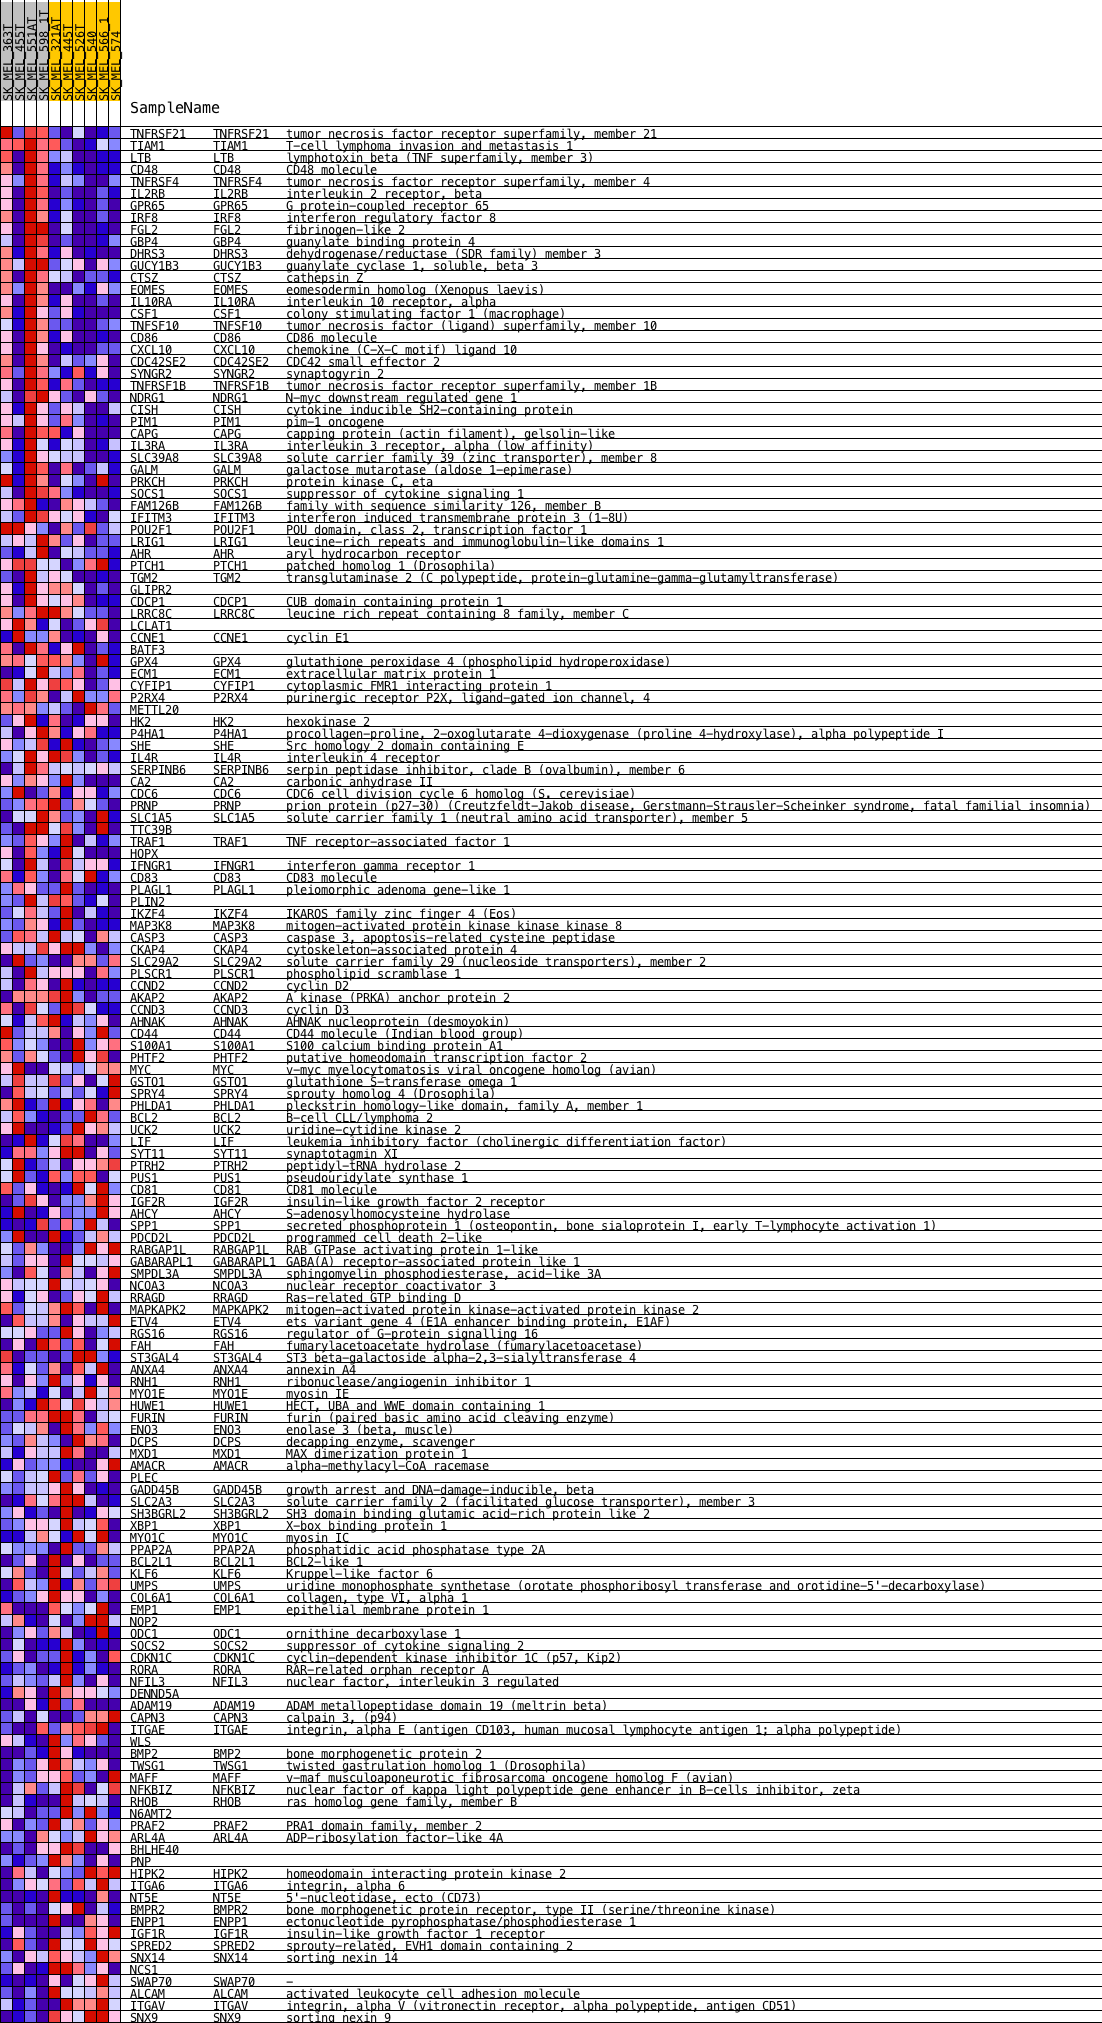 SK_MEL_363T
SK_MEL_455T
SK_MEL_551AT
SK_MEL_598_1T
SK_MEL_321AT
SK_MEL_445T
SK_MEL_526T
SK_MEL_540
SK_MEL_566_1
SK_MEL_574
SampleName
TNFRSF21 TNFRSF21 tumor necrosis factor receptor superfamily, member 21
TIAM1 TIAM1 T-cell lymphoma invasion and metastasis 1
LTB LTB lymphotoxin beta (TNF superfamily, member 3)
CD48 CD48 CD48 molecule
TNFRSF4 TNFRSF4 tumor necrosis factor receptor superfamily, member 4
IL2RB IL2RB interleukin 2 receptor, beta
GPR65 GPR65 G protein-coupled receptor 65
IRF8 IRF8 interferon regulatory factor 8
FGL2 FGL2 fibrinogen-like 2
GBP4 GBP4 guanylate binding protein 4
DHRS3 DHRS3 dehydrogenase/reductase (SDR family) member 3
GUCY1B3 GUCY1B3 guanylate cyclase 1, soluble, beta 3
CTSZ CTSZ cathepsin Z
EOMES EOMES eomesodermin homolog (Xenopus laevis)
IL10RA IL10RA interleukin 10 receptor, alpha
CSF1 CSF1 colony stimulating factor 1 (macrophage)
TNFSF10 TNFSF10 tumor necrosis factor (ligand) superfamily, member 10
CD86 CD86 CD86 molecule
CXCL10 CXCL10 chemokine (C-X-C motif) ligand 10
CDC42SE2 CDC42SE2 CDC42 small effector 2
SYNGR2 SYNGR2 synaptogyrin 2
TNFRSF1B TNFRSF1B tumor necrosis factor receptor superfamily, member 1B
NDRG1 NDRG1 N-myc downstream regulated gene 1
CISH CISH cytokine inducible SH2-containing protein
PIM1 PIM1 pim-1 oncogene
CAPG CAPG capping protein (actin filament), gelsolin-like
IL3RA IL3RA interleukin 3 receptor, alpha (low affinity)
SLC39A8 SLC39A8 solute carrier family 39 (zinc transporter), member 8
GALM GALM galactose mutarotase (aldose 1-epimerase)
PRKCH PRKCH protein kinase C, eta
SOCS1 SOCS1 suppressor of cytokine signaling 1
FAM126B FAM126B family with sequence similarity 126, member B
IFITM3 IFITM3 interferon induced transmembrane protein 3 (1-8U)
POU2F1 POU2F1 POU domain, class 2, transcription factor 1
LRIG1 LRIG1 leucine-rich repeats and immunoglobulin-like domains 1
AHR AHR aryl hydrocarbon receptor
PTCH1 PTCH1 patched homolog 1 (Drosophila)
TGM2 TGM2 transglutaminase 2 (C polypeptide, protein-glutamine-gamma-glutamyltransferase)
GLIPR2
CDCP1 CDCP1 CUB domain containing protein 1
LRRC8C LRRC8C leucine rich repeat containing 8 family, member C
LCLAT1
CCNE1 CCNE1 cyclin E1
BATF3
GPX4 GPX4 glutathione peroxidase 4 (phospholipid hydroperoxidase)
ECM1 ECM1 extracellular matrix protein 1
CYFIP1 CYFIP1 cytoplasmic FMR1 interacting protein 1
P2RX4 P2RX4 purinergic receptor P2X, ligand-gated ion channel, 4
METTL20
HK2 HK2 hexokinase 2
P4HA1 P4HA1 procollagen-proline, 2-oxoglutarate 4-dioxygenase (proline 4-hydroxylase), alpha polypeptide I
SHE SHE Src homology 2 domain containing E
IL4R IL4R interleukin 4 receptor
SERPINB6 SERPINB6 serpin peptidase inhibitor, clade B (ovalbumin), member 6
CA2 CA2 carbonic anhydrase II
CDC6 CDC6 CDC6 cell division cycle 6 homolog (S. cerevisiae)
PRNP PRNP prion protein (p27-30) (Creutzfeldt-Jakob disease, Gerstmann-Strausler-Scheinker syndrome, fatal familial insomnia)
SLC1A5 SLC1A5 solute carrier family 1 (neutral amino acid transporter), member 5
TTC39B
TRAF1 TRAF1 TNF receptor-associated factor 1
HOPX
IFNGR1 IFNGR1 interferon gamma receptor 1
CD83 CD83 CD83 molecule
PLAGL1 PLAGL1 pleiomorphic adenoma gene-like 1
PLIN2
IKZF4 IKZF4 IKAROS family zinc finger 4 (Eos)
MAP3K8 MAP3K8 mitogen-activated protein kinase kinase kinase 8
CASP3 CASP3 caspase 3, apoptosis-related cysteine peptidase
CKAP4 CKAP4 cytoskeleton-associated protein 4
SLC29A2 SLC29A2 solute carrier family 29 (nucleoside transporters), member 2
PLSCR1 PLSCR1 phospholipid scramblase 1
CCND2 CCND2 cyclin D2
AKAP2 AKAP2 A kinase (PRKA) anchor protein 2
CCND3 CCND3 cyclin D3
AHNAK AHNAK AHNAK nucleoprotein (desmoyokin)
CD44 CD44 CD44 molecule (Indian blood group)
S100A1 S100A1 S100 calcium binding protein A1
PHTF2 PHTF2 putative homeodomain transcription factor 2
MYC MYC v-myc myelocytomatosis viral oncogene homolog (avian)
GSTO1 GSTO1 glutathione S-transferase omega 1
SPRY4 SPRY4 sprouty homolog 4 (Drosophila)
PHLDA1 PHLDA1 pleckstrin homology-like domain, family A, member 1
BCL2 BCL2 B-cell CLL/lymphoma 2
UCK2 UCK2 uridine-cytidine kinase 2
LIF LIF leukemia inhibitory factor (cholinergic differentiation factor)
SYT11 SYT11 synaptotagmin XI
PTRH2 PTRH2 peptidyl-tRNA hydrolase 2
PUS1 PUS1 pseudouridylate synthase 1
CD81 CD81 CD81 molecule
IGF2R IGF2R insulin-like growth factor 2 receptor
AHCY AHCY S-adenosylhomocysteine hydrolase
SPP1 SPP1 secreted phosphoprotein 1 (osteopontin, bone sialoprotein I, early T-lymphocyte activation 1)
PDCD2L PDCD2L programmed cell death 2-like
RABGAP1L RABGAP1L RAB GTPase activating protein 1-like
GABARAPL1 GABARAPL1 GABA(A) receptor-associated protein like 1
SMPDL3A SMPDL3A sphingomyelin phosphodiesterase, acid-like 3A
NCOA3 NCOA3 nuclear receptor coactivator 3
RRAGD RRAGD Ras-related GTP binding D
MAPKAPK2 MAPKAPK2 mitogen-activated protein kinase-activated protein kinase 2
ETV4 ETV4 ets variant gene 4 (E1A enhancer binding protein, E1AF)
RGS16 RGS16 regulator of G-protein signalling 16
FAH FAH fumarylacetoacetate hydrolase (fumarylacetoacetase)
ST3GAL4 ST3GAL4 ST3 beta-galactoside alpha-2,3-sialyltransferase 4
ANXA4 ANXA4 annexin A4
RNH1 RNH1 ribonuclease/angiogenin inhibitor 1
MYO1E MYO1E myosin IE
HUWE1 HUWE1 HECT, UBA and WWE domain containing 1
FURIN FURIN furin (paired basic amino acid cleaving enzyme)
ENO3 ENO3 enolase 3 (beta, muscle)
DCPS DCPS decapping enzyme, scavenger
MXD1 MXD1 MAX dimerization protein 1
AMACR AMACR alpha-methylacyl-CoA racemase
PLEC
GADD45B GADD45B growth arrest and DNA-damage-inducible, beta
SLC2A3 SLC2A3 solute carrier family 2 (facilitated glucose transporter), member 3
SH3BGRL2 SH3BGRL2 SH3 domain binding glutamic acid-rich protein like 2
XBP1 XBP1 X-box binding protein 1
MYO1C MYO1C myosin IC
PPAP2A PPAP2A phosphatidic acid phosphatase type 2A
BCL2L1 BCL2L1 BCL2-like 1
KLF6 KLF6 Kruppel-like factor 6
UMPS UMPS uridine monophosphate synthetase (orotate phosphoribosyl transferase and orotidine-5'-decarboxylase)
COL6A1 COL6A1 collagen, type VI, alpha 1
EMP1 EMP1 epithelial membrane protein 1
NOP2
ODC1 ODC1 ornithine decarboxylase 1
SOCS2 SOCS2 suppressor of cytokine signaling 2
CDKN1C CDKN1C cyclin-dependent kinase inhibitor 1C (p57, Kip2)
RORA RORA RAR-related orphan receptor A
NFIL3 NFIL3 nuclear factor, interleukin 3 regulated
DENND5A
ADAM19 ADAM19 ADAM metallopeptidase domain 19 (meltrin beta)
CAPN3 CAPN3 calpain 3, (p94)
ITGAE ITGAE integrin, alpha E (antigen CD103, human mucosal lymphocyte antigen 1; alpha polypeptide)
WLS
BMP2 BMP2 bone morphogenetic protein 2
TWSG1 TWSG1 twisted gastrulation homolog 1 (Drosophila)
MAFF MAFF v-maf musculoaponeurotic fibrosarcoma oncogene homolog F (avian)
NFKBIZ NFKBIZ nuclear factor of kappa light polypeptide gene enhancer in B-cells inhibitor, zeta
RHOB RHOB ras homolog gene family, member B
N6AMT2
PRAF2 PRAF2 PRA1 domain family, member 2
ARL4A ARL4A ADP-ribosylation factor-like 4A
BHLHE40
PNP
HIPK2 HIPK2 homeodomain interacting protein kinase 2
ITGA6 ITGA6 integrin, alpha 6
NT5E NT5E 5'-nucleotidase, ecto (CD73)
BMPR2 BMPR2 bone morphogenetic protein receptor, type II (serine/threonine kinase)
ENPP1 ENPP1 ectonucleotide pyrophosphatase/phosphodiesterase 1
IGF1R IGF1R insulin-like growth factor 1 receptor
SPRED2 SPRED2 sprouty-related, EVH1 domain containing 2
SNX14 SNX14 sorting nexin 14
NCS1
SWAP70 SWAP70 -
ALCAM ALCAM activated leukocyte cell adhesion molecule
ITGAV ITGAV integrin, alpha V (vitronectin receptor, alpha polypeptide, antigen CD51)
SNX9 SNX9 sorting nexin 9